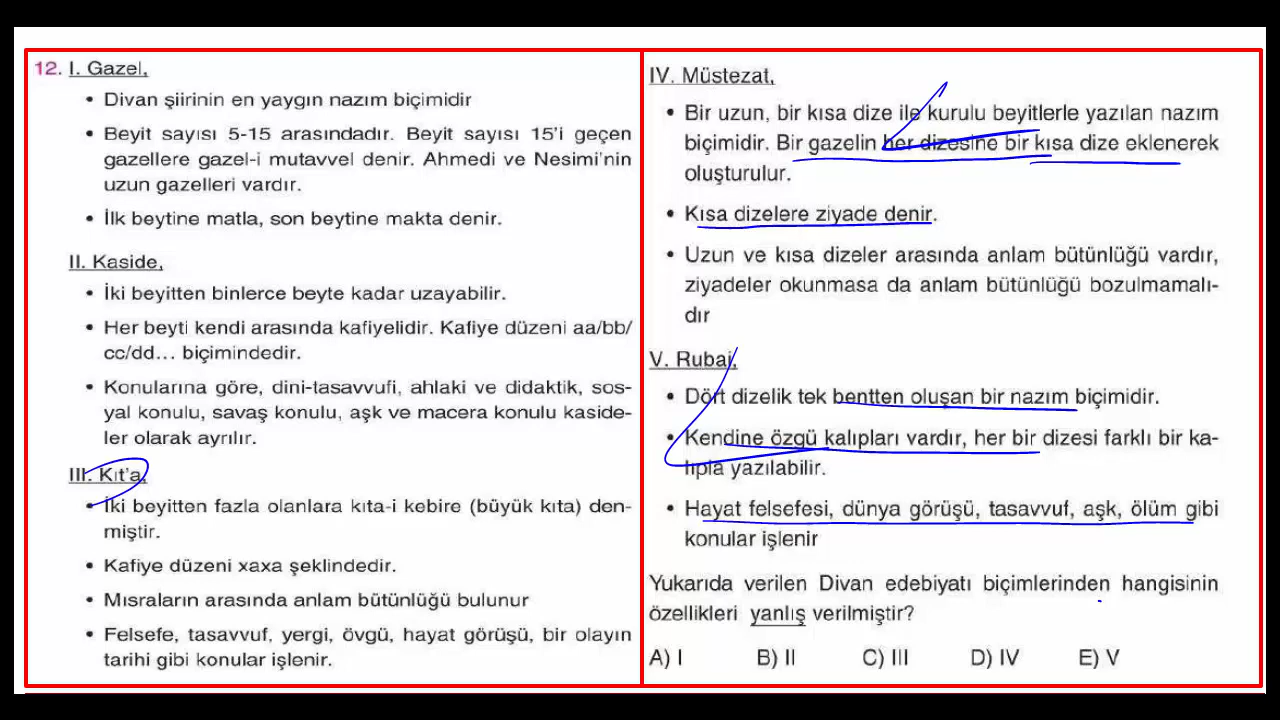 12. I. Gazel,
• Divan şiirinin en yaygın nazım biçimidir
• Beyit sayısı 5-15 arasındadır. Beyit sayısı 15'i geçen
gazellere gazel-i mutavvel denir. Ahmedi ve Nesimi'nin
uzun gazelleri vardır.
• İlk beytine matla, son beytine makta denir.
II. Kaside,
• İki beyitten binlerce beyte kadar uzayabilir.
• Her beyti kendi arasında kafiyelidir. Kafiye düzeni aa/bb/
cc/dd... biçimindedir.
• Konularına göre, dini-tasavvufi, ahlaki ve didaktik, sos-
yal konulu, savaş konulu, aşk ve macera konulu kaside-
ler olarak ayrılır.
III. Kıt'a,
• İki beyitten fazla olanlara kıta-i kebire (büyük kıta) den-
miştir.
• Kafiye düzeni xaxa şeklindedir.
• Mısraların arasında anlam bütünlüğü bulunur
• Felsefe, tasavvuf, yergi, övgü, hayat görüşü, bir olayın
tarihi gibi konular işlenir.
IV. Müstezat,
• Bir uzun, bir kısa dize ile kurulu beyitlerle yazılan nazım
biçimidir. Bir gazelin her dizesine bir kısa dize eklenerek
oluşturulur.
• Kısa dizelere ziyade denir.
• Uzun ve kısa dizeler arasında anlam bütünlüğü vardır,
ziyadeler okunmasa da anlam bütünlüğü bozulmamalı-
dır
V. Rubai,
• Dört dizelik tek bentten oluşan bir nazım biçimidir.
• Kendine özgü kalıpları vardır, her bir dizesi farklı bir ka-
lıpla yazılabilir.
• Hayat felsefesi, dünya görüşü, tasavvuf, aşk, ölüm gibi
konular işlenir
Yukarıda verilen Divan edebiyatı biçimlerinden hangisinin
özellikleri yanlış verilmiştir?
A) I B) II C) III D) IV E) V